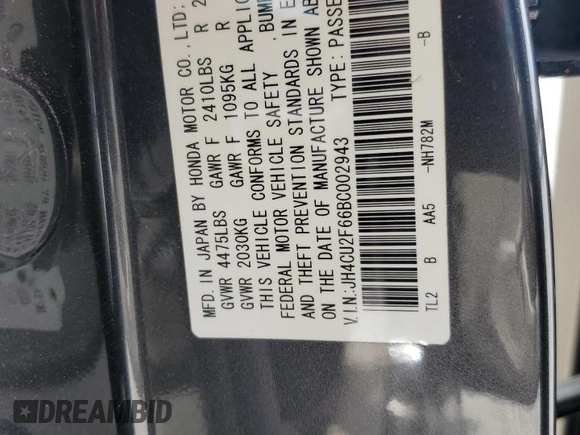 MFD. IN JAPAN BY HONDA MOTOR CO., LTD:
GVWR 4475LBS GAWR F 2410LBS R 2
GVWR 2030KG GAWR F 1095KG R
THIS VEHICLE CONFORMS TO ALL APPLIC
FEDERAL MOTOR VEHICLE SAFETY, BUMP
AND THEFT PREVENTION STANDARDS IN E
ON THE DATE OF MANUFACTURE SHOWN AB
V.I.N:JH4CU2F66BC002943 TYPE: PASSE
TL2 B AA5 -NH782M -B
DREAMBID